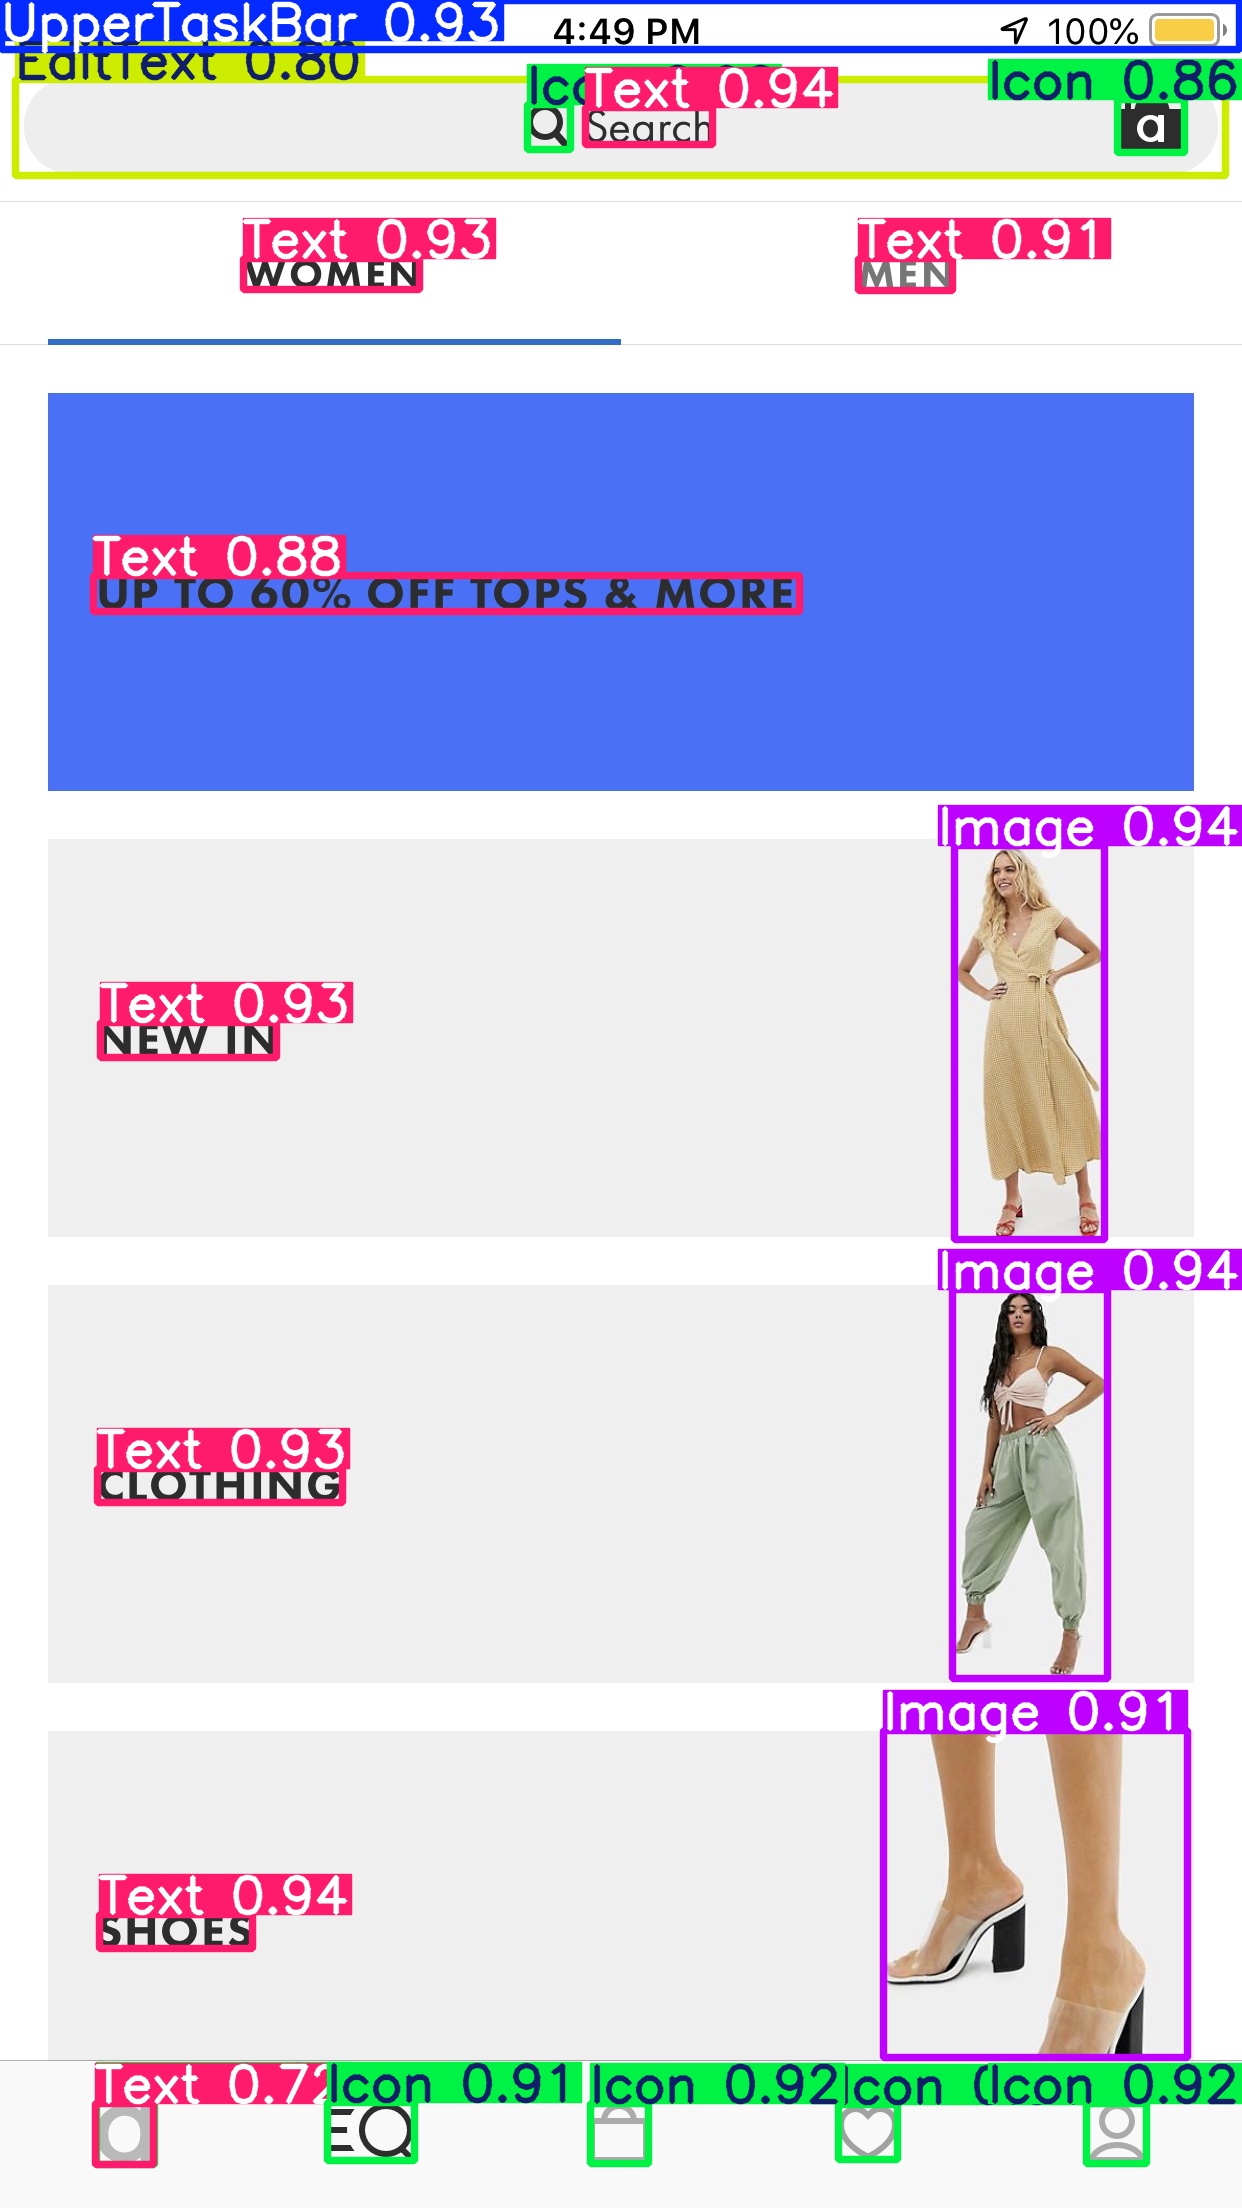 UpperTaskBar 0.93
4:49 PM
100%
EditText 0.80
Text 0.94
Icon 0.86
Search
a
Text 0.93
Text 0.91
WOMEN
MEN
Text 0.88
UP TO 60% OFF TOPS & MORE
Image 0.94
Text 0.93
NEW IN
Image 0.94
Text 0.93
CLOTHING
Image 0.91
Text 0.94
SHOES
Text 0.72
Icon 0.91
Icon 0.92
Icon
Icon 0.92